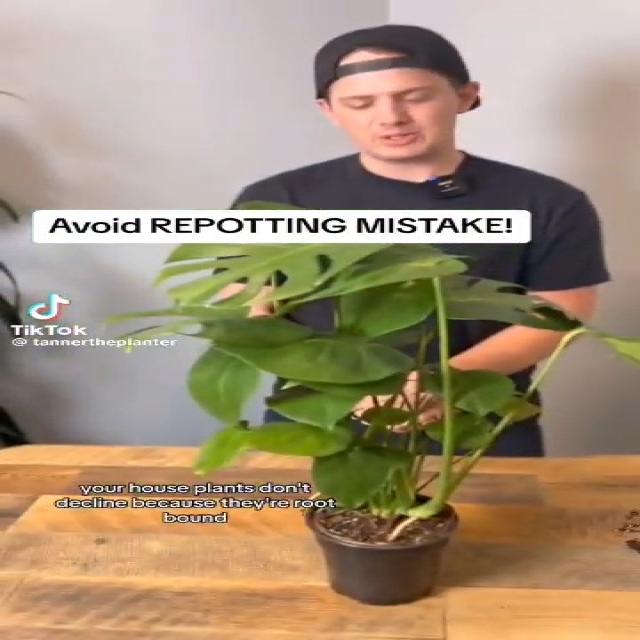 Avoid REPOTTING MISTAKE!
TikTok
@ tannertheplanter
your house plants don't
decline because they're root
bound